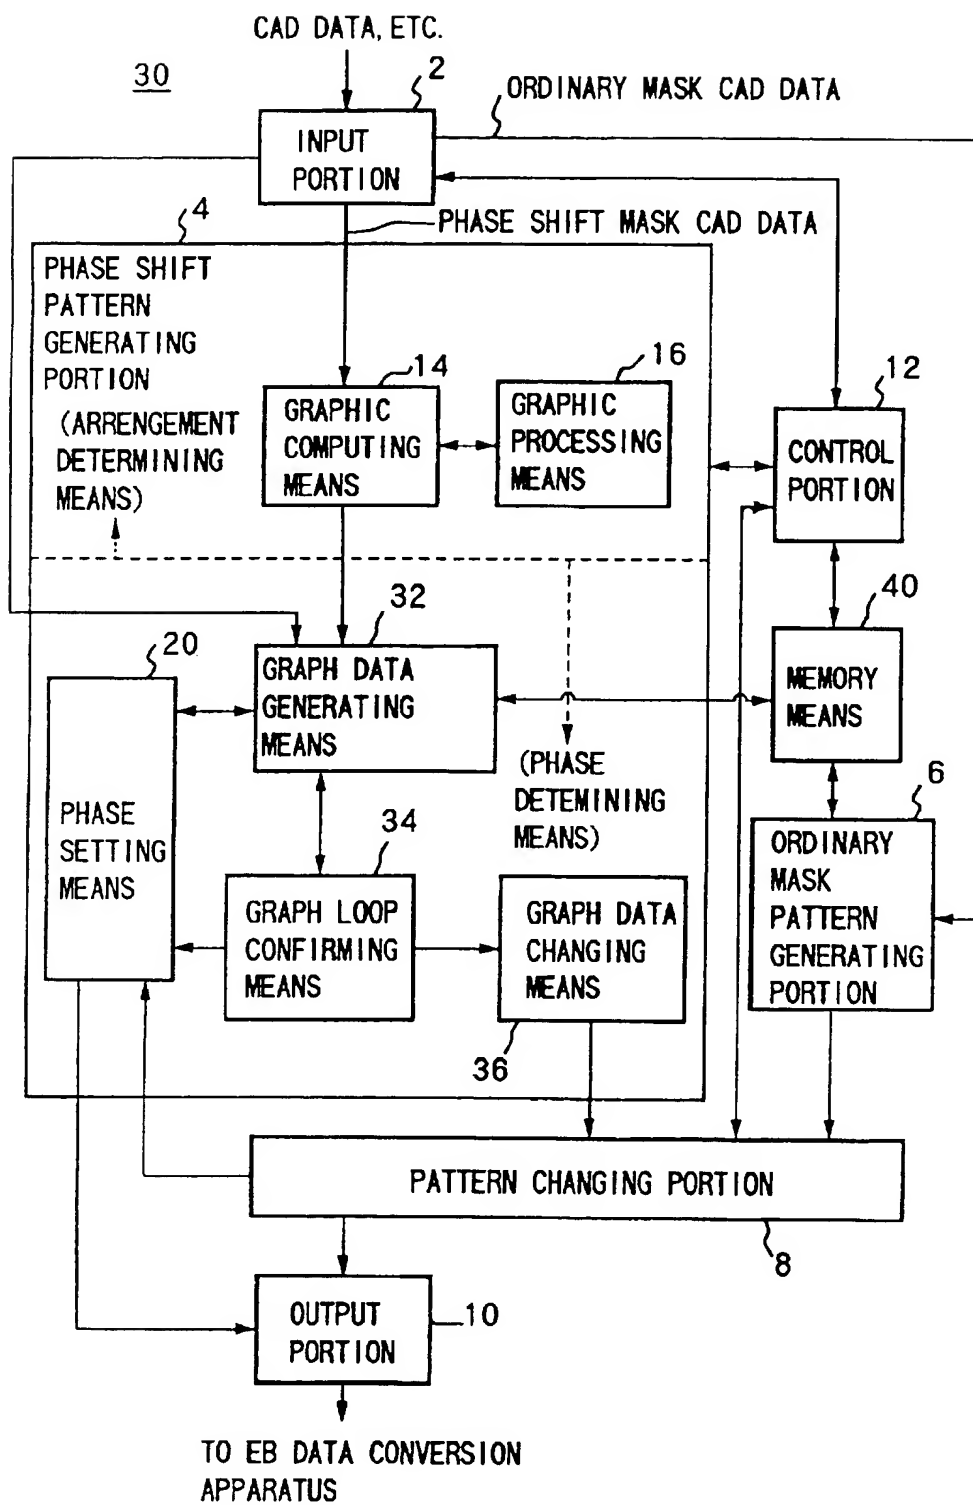 CAD DATA, ETC.
30
2
ORDINARY MASK CAD DATA
INPUT
PORTION
4
PHASE SHIFT MASK CAD DATA
PHASE SHIFT
PATTERN
GENERATING
PORTION
(ARRENGEMENT
DETERMINING
MEANS)
14
GRAPHIC
COMPUTING
MEANS
16
GRAPHIC
PROCESSING
MEANS
12
CONTROL
PORTION
32
GRAPH DATA
GENERATING
MEANS
40
MEMORY
MEANS
20
PHASE
SETTING
MEANS
(PHASE
DETEMINING
MEANS)
6
ORDINARY
MASK
PATTERN
GENERATING
PORTION
34
GRAPH LOOP
CONFIRMING
MEANS
GRAPH DATA
CHANGING
MEANS
36
PATTERN CHANGING PORTION
8
OUTPUT
PORTION
10
TO EB DATA CONVERSION
APPARATUS